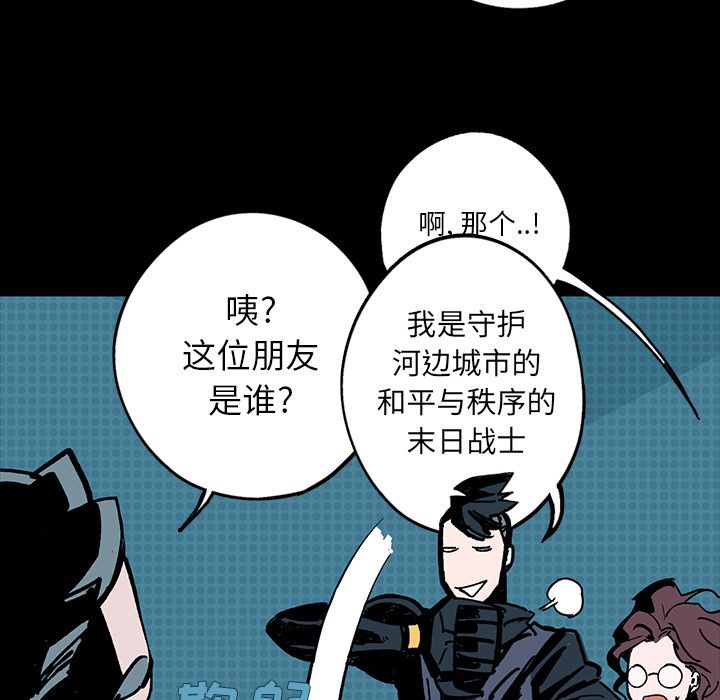 啊,那个..!
咦?
这位朋友
是谁?
我是守护
河边城市的
和平与秩序的
末日战士